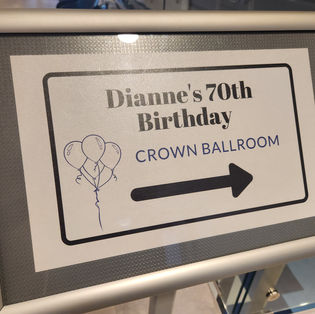 Dianne's 70th
Birthday
CROWN BALLROOM